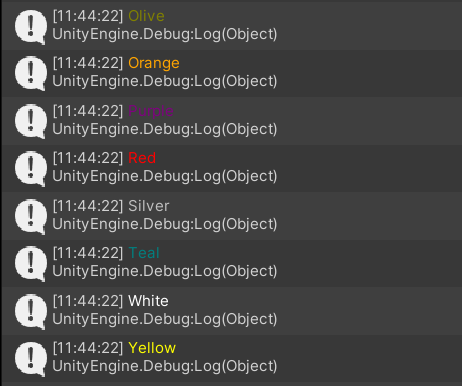 [11:44:22] Olive
UnityEngine.Debug:Log(Object)
[11:44:22] Orange
UnityEngine.Debug:Log(Object)
[11:44:22] Purple
UnityEngine.Debug:Log(Object)
[11:44:22] Red
UnityEngine.Debug:Log(Object)
[11:44:22] Silver
UnityEngine.Debug:Log(Object)
[11:44:22] Teal
UnityEngine.Debug:Log(Object)
[11:44:22] White
UnityEngine.Debug:Log(Object)
[11:44:22] Yellow
UnityEngine.Debug:Log(Object)